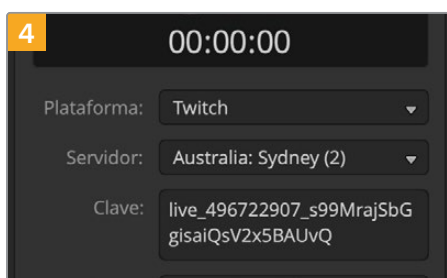 4
00:00:00
Plataforma: Twitch
Servidor: Australia: Sydney (2)
Clave: live_496722907_s99MrajSbG
gisaiQsV2x5BAUvQ